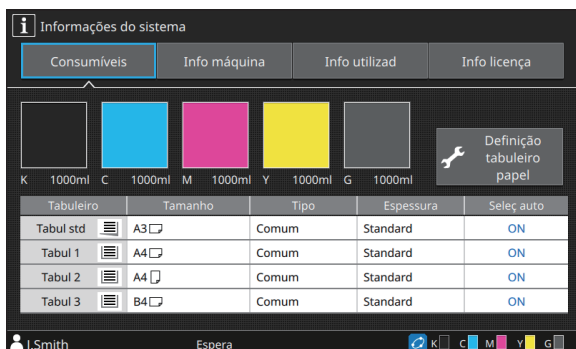 i Informações do sistema
Consumíveis Info máquina Info utilizad Info licença
K 1000ml C 1000ml M 1000ml Y 1000ml G 1000ml
Definição
tabuleiro
papel
Tabuleiro Tamanho Tipo Espessura Seleç auto
Tabul std A3 Comum Standard ON
Tabul 1 A4 Comum Standard ON
Tabul 2 A4 Comum Standard ON
Tabul 3 B4 Comum Standard ON
J.Smith Espera K C M Y G